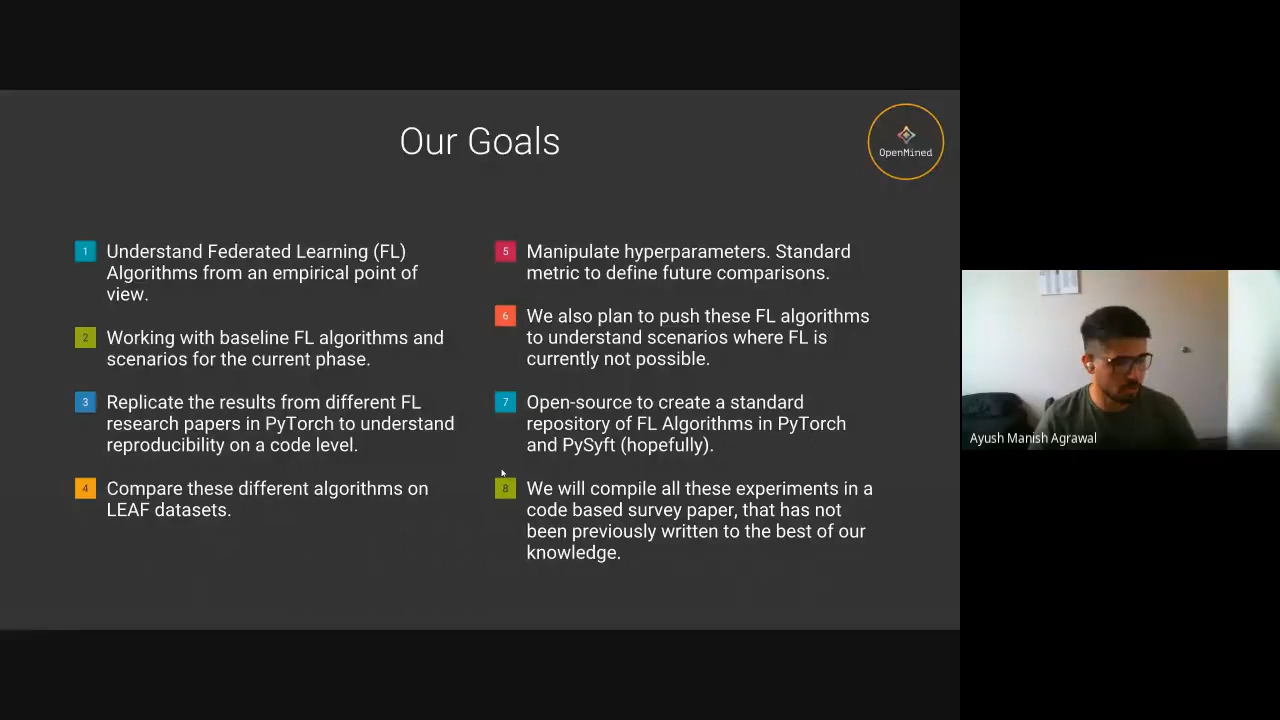 Our Goals
OpenMined
1
Understand Federated Learning (FL)
Algorithms from an empirical point of
view.
2
Working with baseline FL algorithms and
scenarios for the current phase.
3
Replicate the results from different FL
research papers in PyTorch to understand
reproducibility on a code level.
4
Compare these different algorithms on
LEAF datasets.
5
Manipulate hyperparameters. Standard
metric to define future comparisons.
6
We also plan to push these FL algorithms
to understand scenarios where FL is
currently not possible.
7
Open-source to create a standard
repository of FL Algorithms in PyTorch
and PySyft (hopefully).
8
We will compile all these experiments in a
code based survey paper, that has not
been previously written to the best of our
knowledge.
Ayush Manish Agrawal